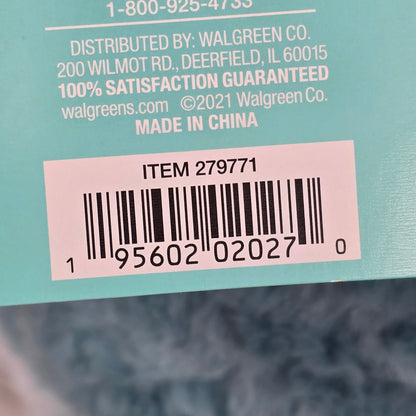 1-800-925-4733
DISTRIBUTED BY: WALGREEN CO.
200 WILMOT RD., DEERFIELD, IL 60015
100% SATISFACTION GUARANTEED
walgreens.com ©2021 Walgreen Co.
MADE IN CHINA
ITEM 279771
1 95602 02027 0